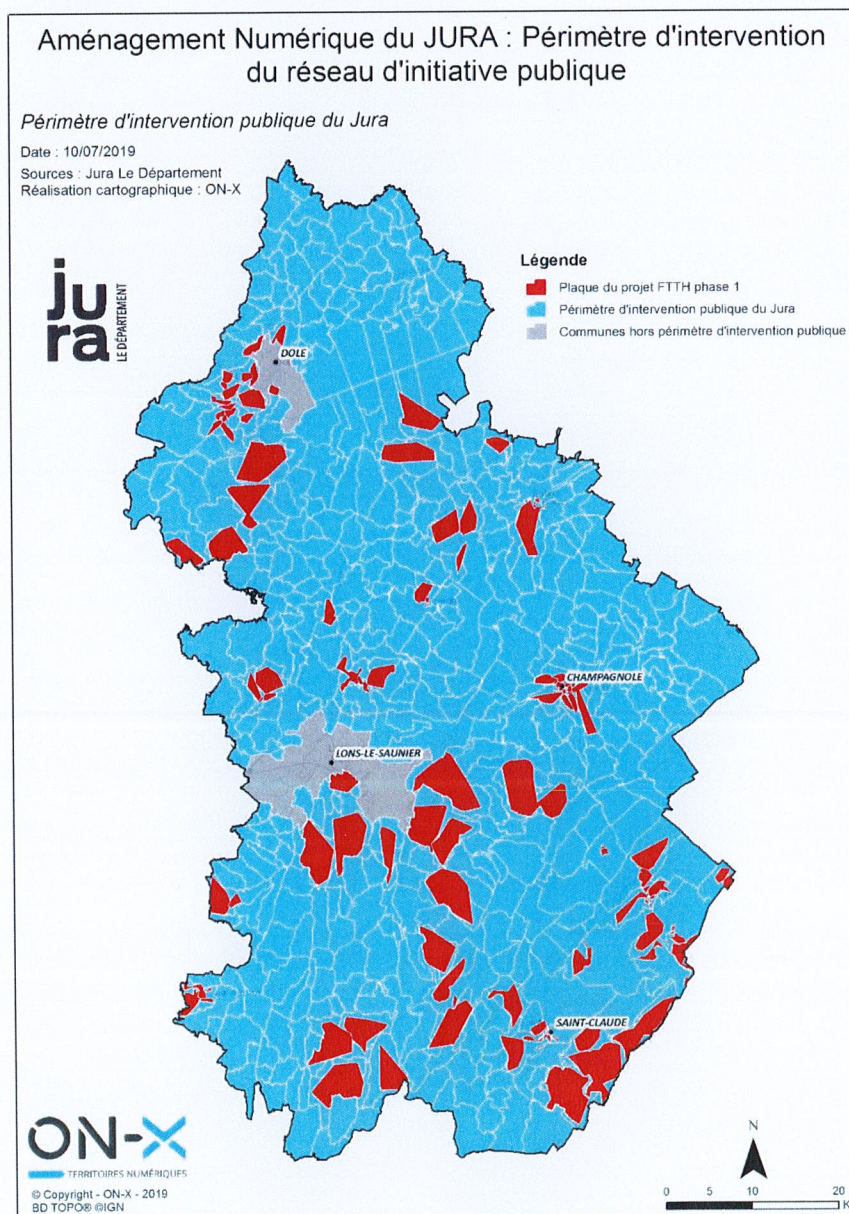 Aménagement Numérique du JURA : Périmètre d'intervention
du réseau d'initiative publique
Périmètre d'intervention publique du Jura
Date : 10/07/2019
Sources : Jura Le Département
Réalisation cartographique : ON-X
ju
ra
LE DÉPARTEMENT
Légende
Plaque du projet FTTH phase 1
Périmètre d'intervention publique du Jura
Communes hors périmètre d'intervention publique
DOLE
CHAMPAGNOLE
LONS-LE-SAUNIER
SAINT-CLAUDE
ON-X
TERRITOIRES NUMÉRIQUES
© Copyright - ON-X - 2019
BD TOPO® @IGN
N
0 5 10 20
K